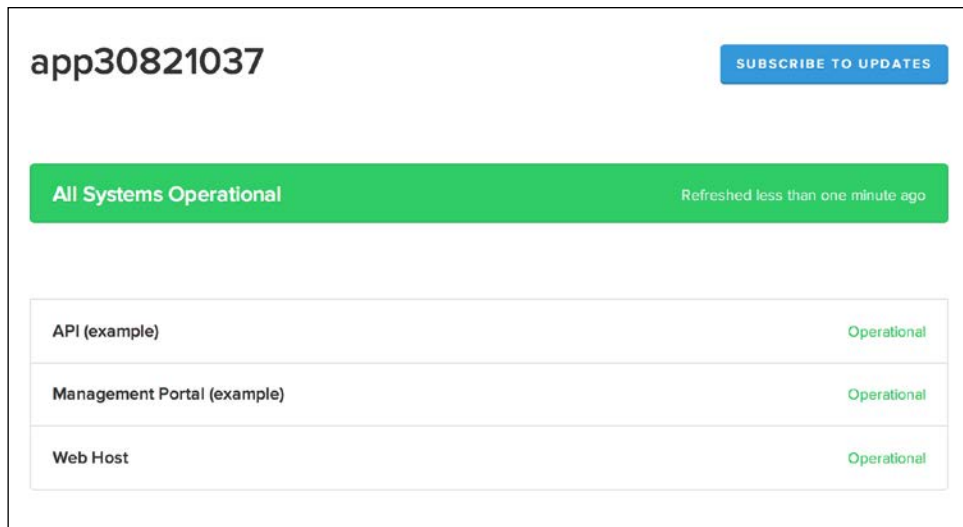 app30821037
SUBSCRIBE TO UPDATES
All Systems Operational
Refreshed less than one minute ago
API (example)
Operational
Management Portal (example)
Operational
Web Host
Operational